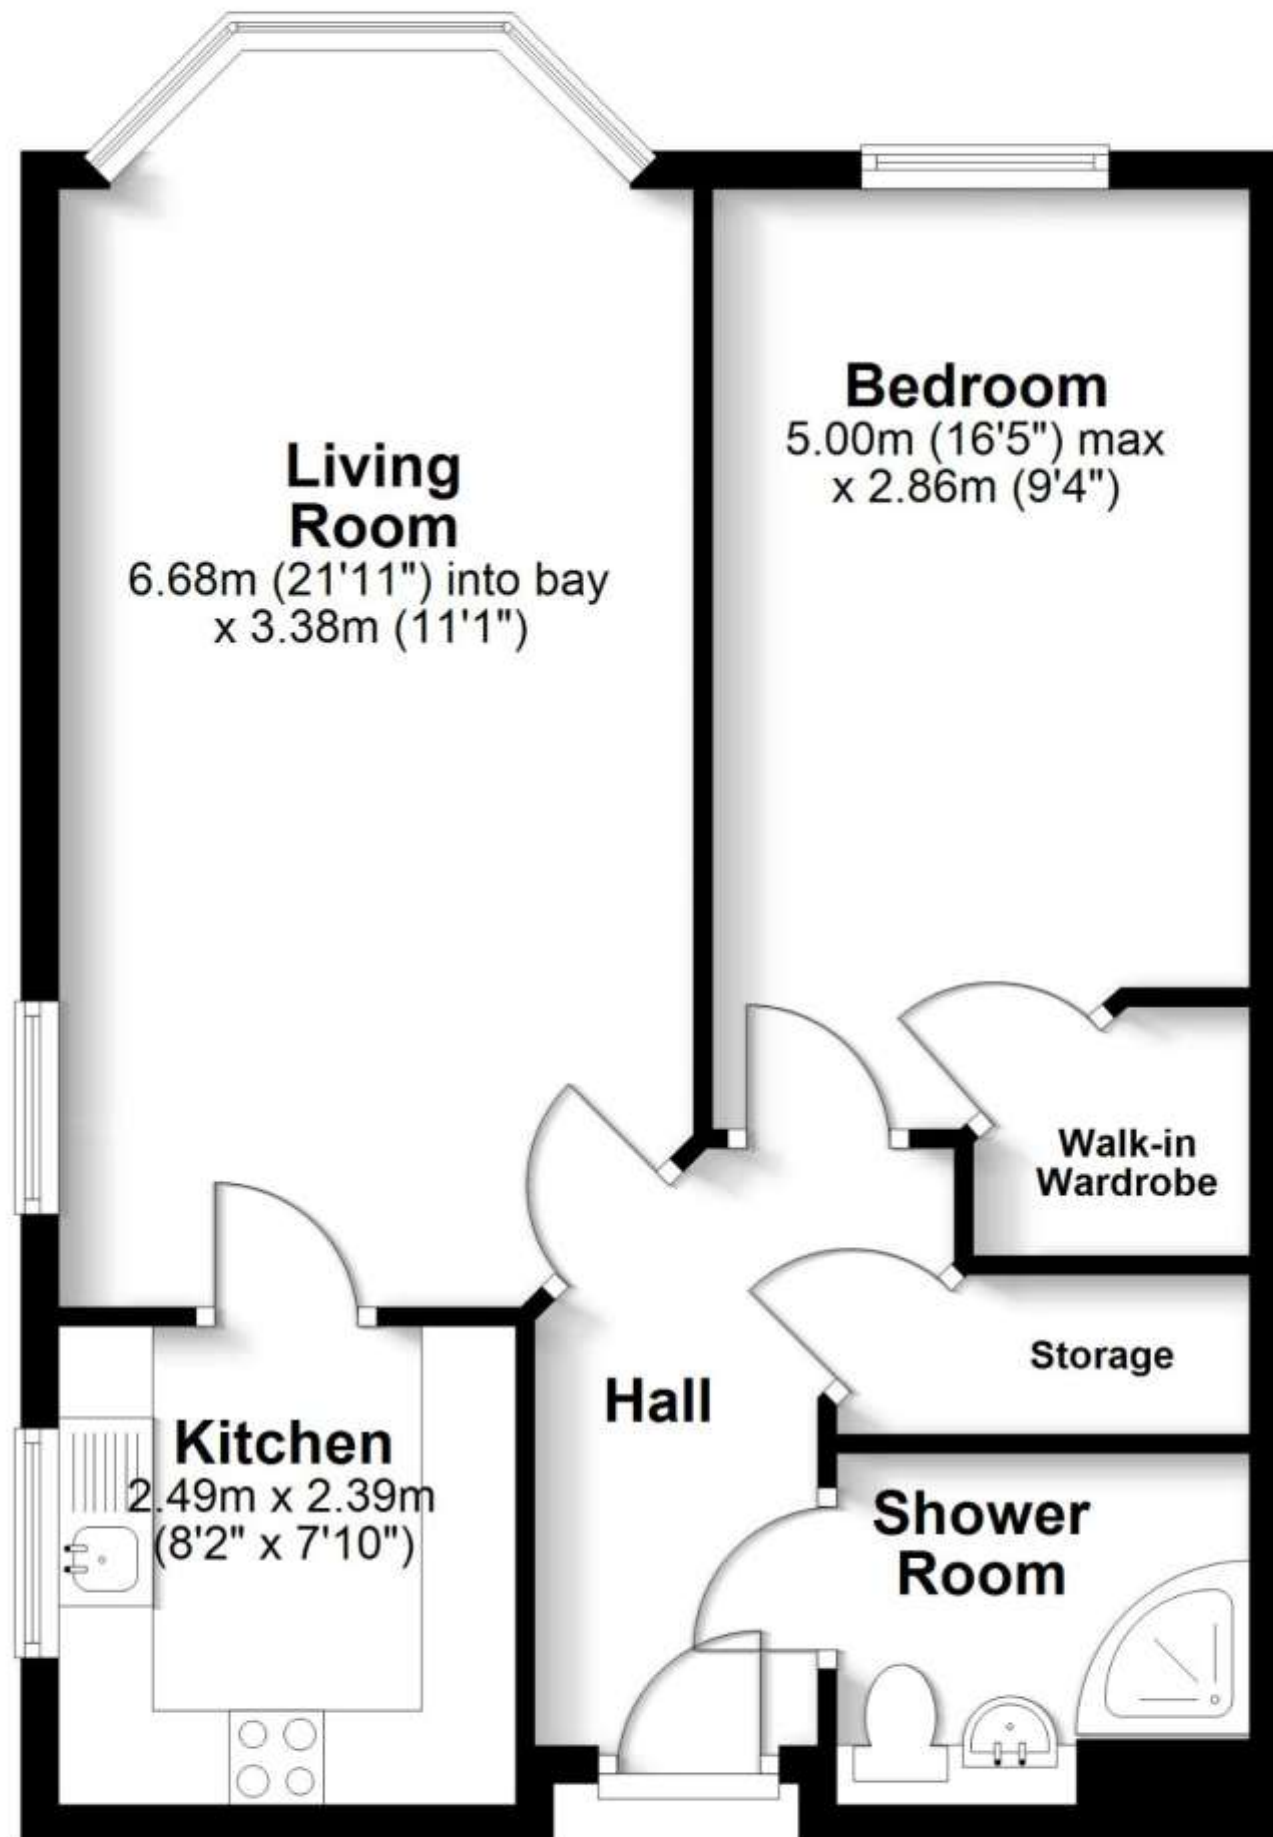 Living
Room
6.68m (21'11") into bay
x 3.38m (11'1")
Bedroom
5.00m (16'5") max
x 2.86m (9'4")
Walk-in
Wardrobe
Storage
Hall
Kitchen
2.49m x 2.39m
(8'2" x 7'10")
Shower
Room